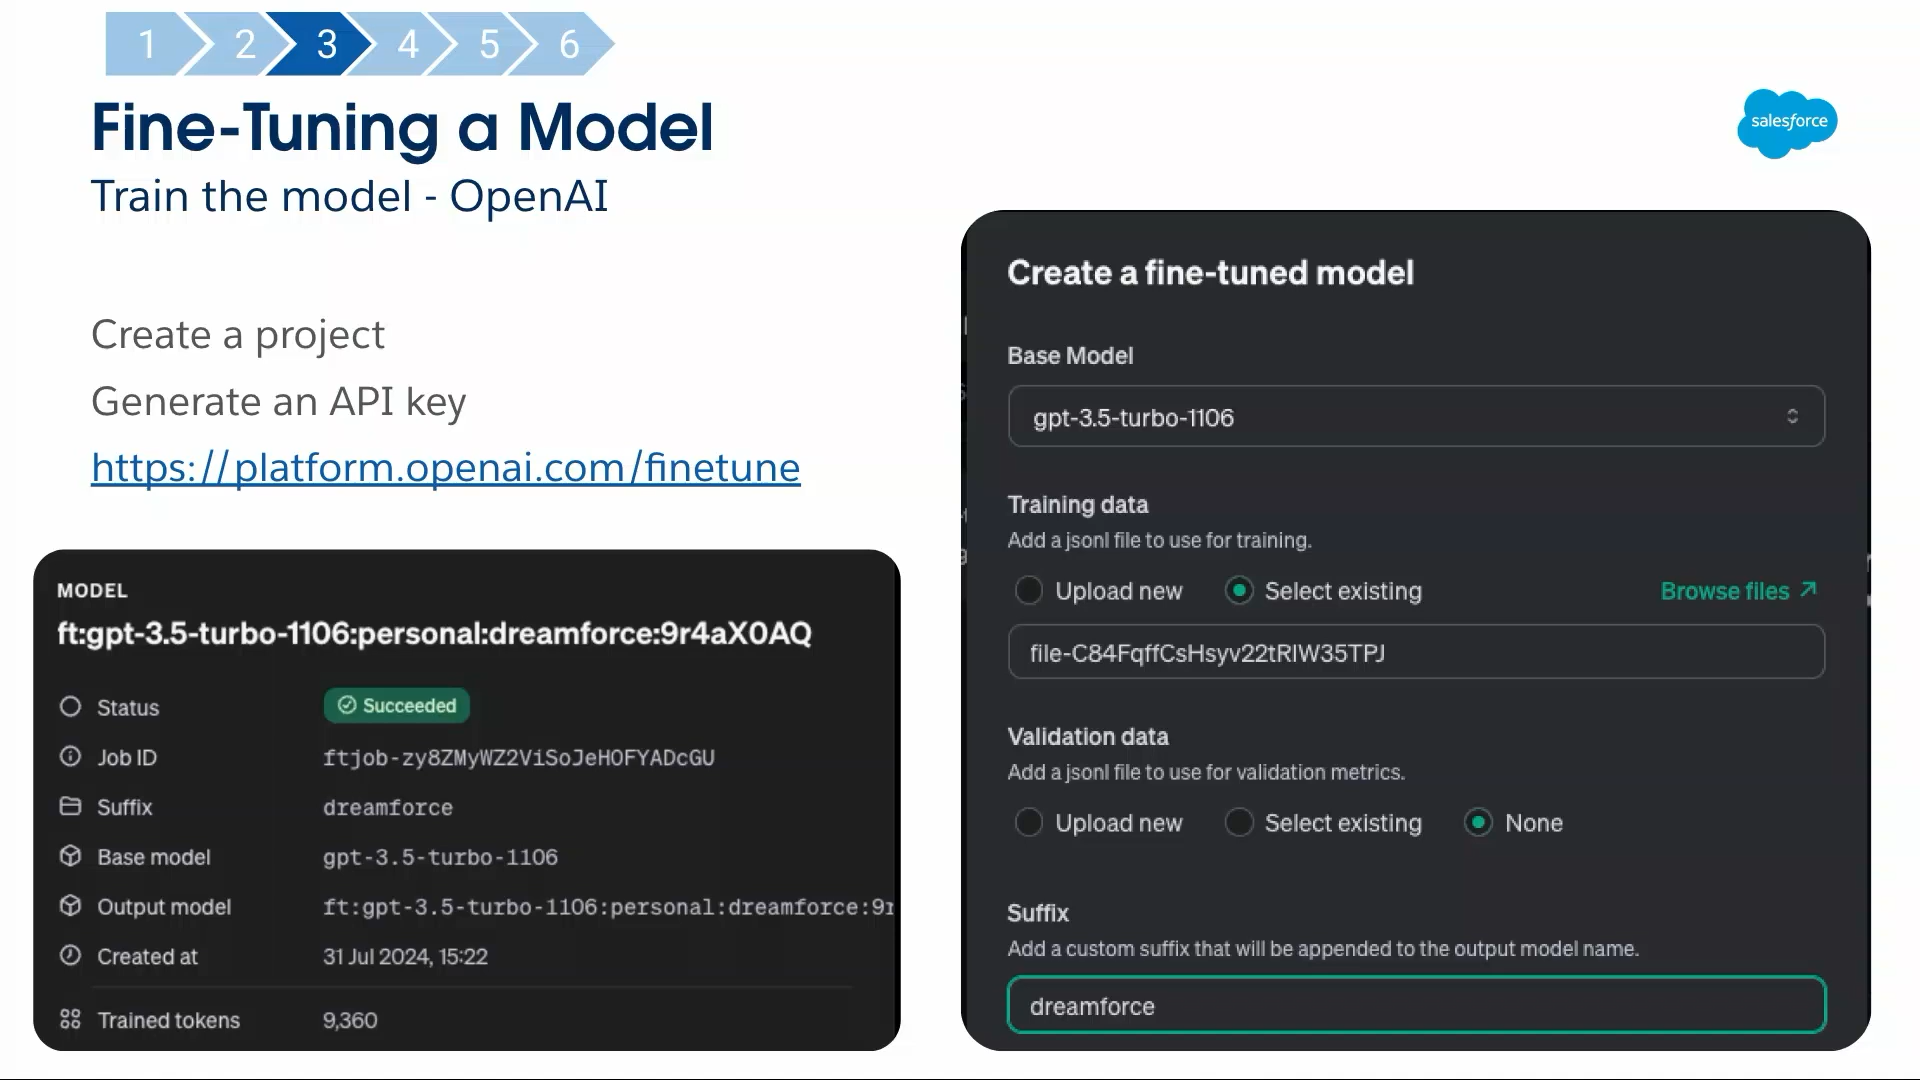 1 2 3 4 5 6
Fine-Tuning a Model
Train the model - OpenAI
salesforce
Create a project
Generate an API key
https://platform.openai.com/finetune
MODEL
ft:gpt-3.5-turbo-1106:personal:dreamforce:9r4aX0AQ
Status Succeeded
Job ID ftjob-zy8ZMyWZ2ViSoJeHOFYADcGU
Suffix dreamforce
Base model gpt-3.5-turbo-1106
Output model ft:gpt-3.5-turbo-1106:personal:dreamforce:9r
Created at 31 Jul 2024, 15:22
Trained tokens 9,360
Create a fine-tuned model
Base Model
gpt-3.5-turbo-1106
Training data
Add a jsonl file to use for training.
Upload new Select existing Browse files
file-C84FqffCsHsyv22tRlW35TPJ
Validation data
Add a jsonl file to use for validation metrics.
Upload new Select existing None
Suffix
Add a custom suffix that will be appended to the output model name.
dreamforce